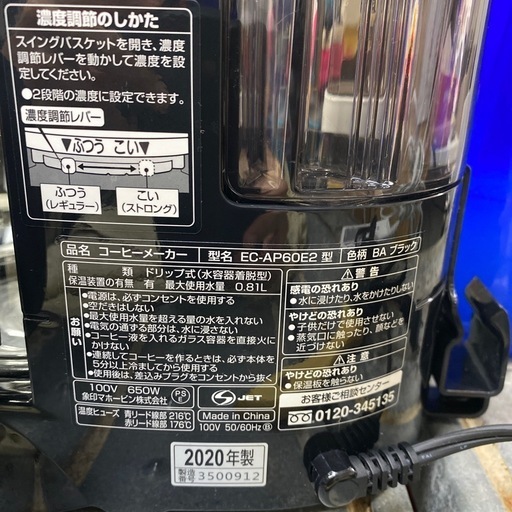 濃度調節のしかた
スイングバスケットを開き、濃度
調節レバーを動かして濃度を設
定してください。
●2段階の濃度に設定できます。
濃度調節レバー
▼ふつう こい▼
ふつう
(レギュラー)
こい
(ストロング)
品名 コーヒーメーカー 型名 EC-AP60E2型 色柄 BA ブラック
種類 ドリップ式(水容器着脱型)
保温装置の有無 有 最大使用水量 0.81L
お願い
●電源は、必ずコンセントを使用する
●空だきはしない
●最大使用水量を超える量の水を入れない
●電気の通ずる部分は、水に浸さない
●コーヒー液を入れるガラス容器を直接火に
かけない
●連続してコーヒーを作るときは、必ず本体を
5分以上冷ましてから使用する
●使用後は、差込みプラグをコンセントから抜く
警告
感電の恐れあり
●水に浸けたり、水をかけたりしない
やけどの恐れあり
●子供だけで使用させない
●蒸気口に触ったり、顔などを
近づけない
注意
やけどの恐れあり
●保温板を触らない
お客様ご相談センター
0120-345135
100V 650W
象印マホービン株式会社
PS E
JET
温度ヒューズ 青リード線部 216℃
赤リード線部 176℃
Made in China
100V 50/60Hz Ⓑ
2020年製
製造番号 3500912